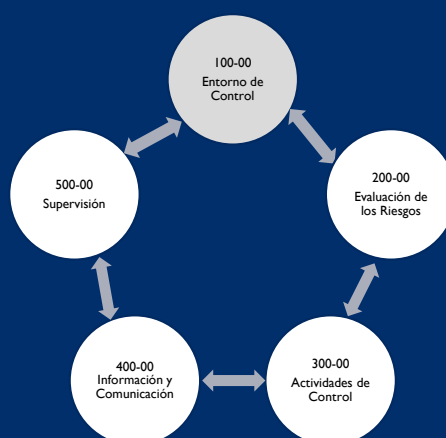 100-00
Entorno de
Control
200-00
Evaluación de
los Riesgos
300-00
Actividades de
Control
400-00
Información y
Comunicación
500-00
Supervisión